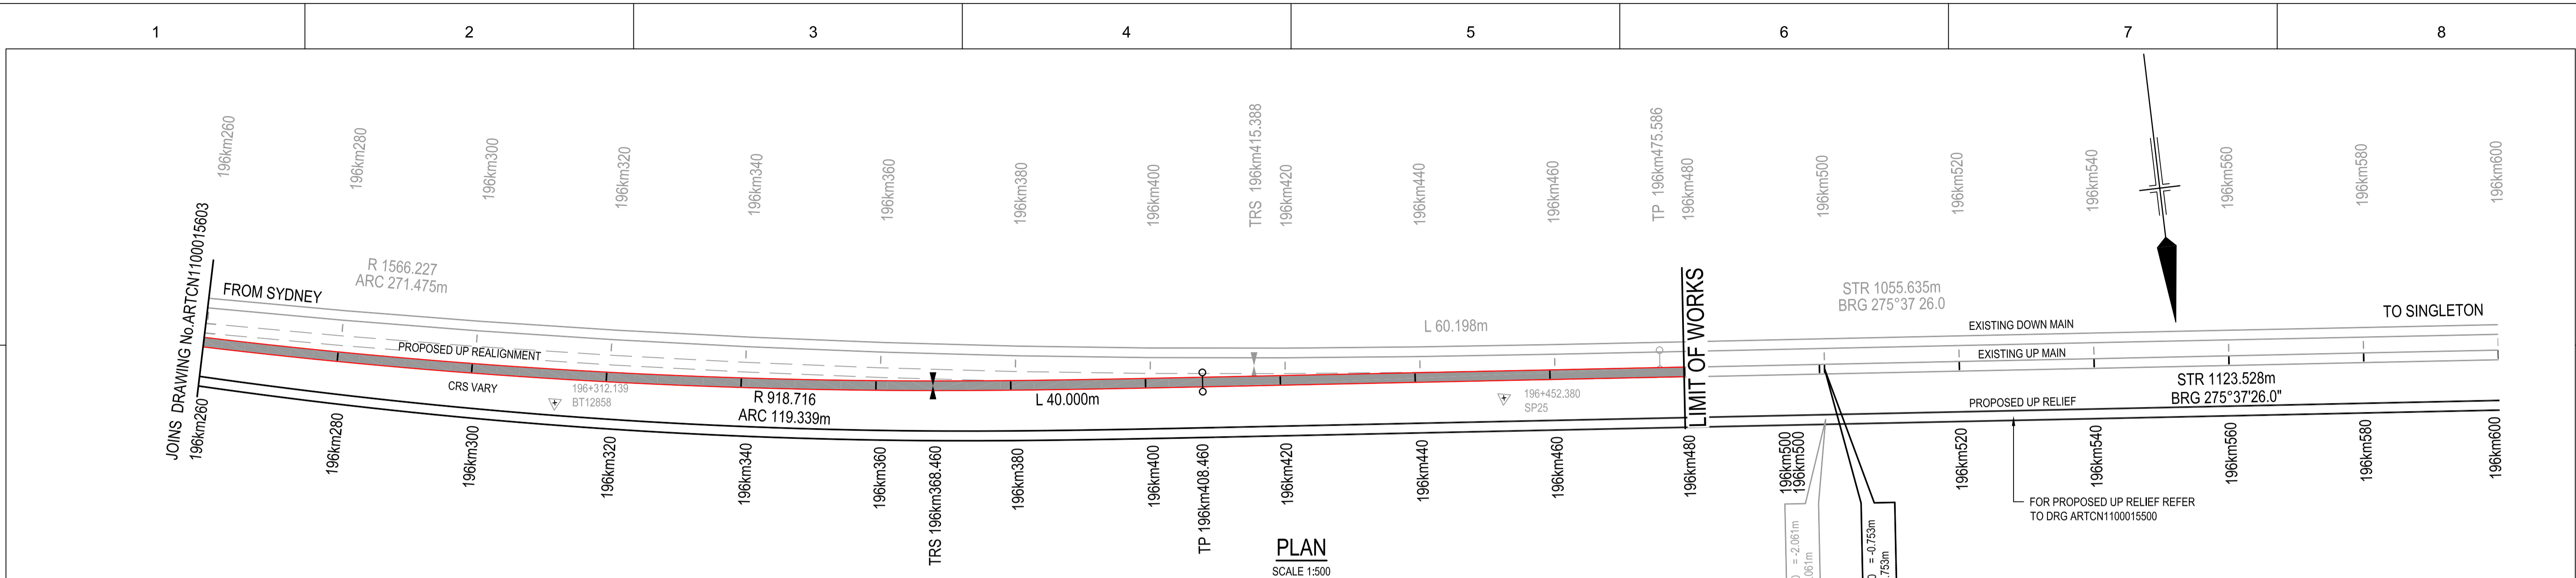 1
2
3
4
5
6
7
8
196km260
196km280
196km300
196km320
196km340
196km360
196km380
196km400
TRS 196km415.388
196km420
196km440
196km460
TP 196km475.586
196km480
196km500
196km520
196km540
196km560
196km580
196km600
JOINS DRAWING No.ARTCN1100015603
FROM SYDNEY
R 1566.227
ARC 271.475m
L 60.198m
STR 1055.635m
BRG 275°37 26.0
TO SINGLETON
EXISTING DOWN MAIN
EXISTING UP MAIN
PROPOSED UP REALIGNMENT
CRS VARY
196+312.139
BT12858
R 918.716
ARC 119.339m
L 40.000m
196+452.380
SP25
LIMIT OF WORKS
STR 1123.528m
BRG 275°37'26.0"
PROPOSED UP RELIEF
196km260
196km280
196km300
196km320
196km340
196km360
TRS 196km368.460
196km380
196km400
TP 196km408.460
196km420
196km440
196km460
196km480
196km500
196km500
196km520
196km540
196km560
196km580
196km600
FOR PROPOSED UP RELIEF REFER
TO DRG ARTCN1100015500
= -2.061m
= -0.753m
PLAN
SCALE 1:500